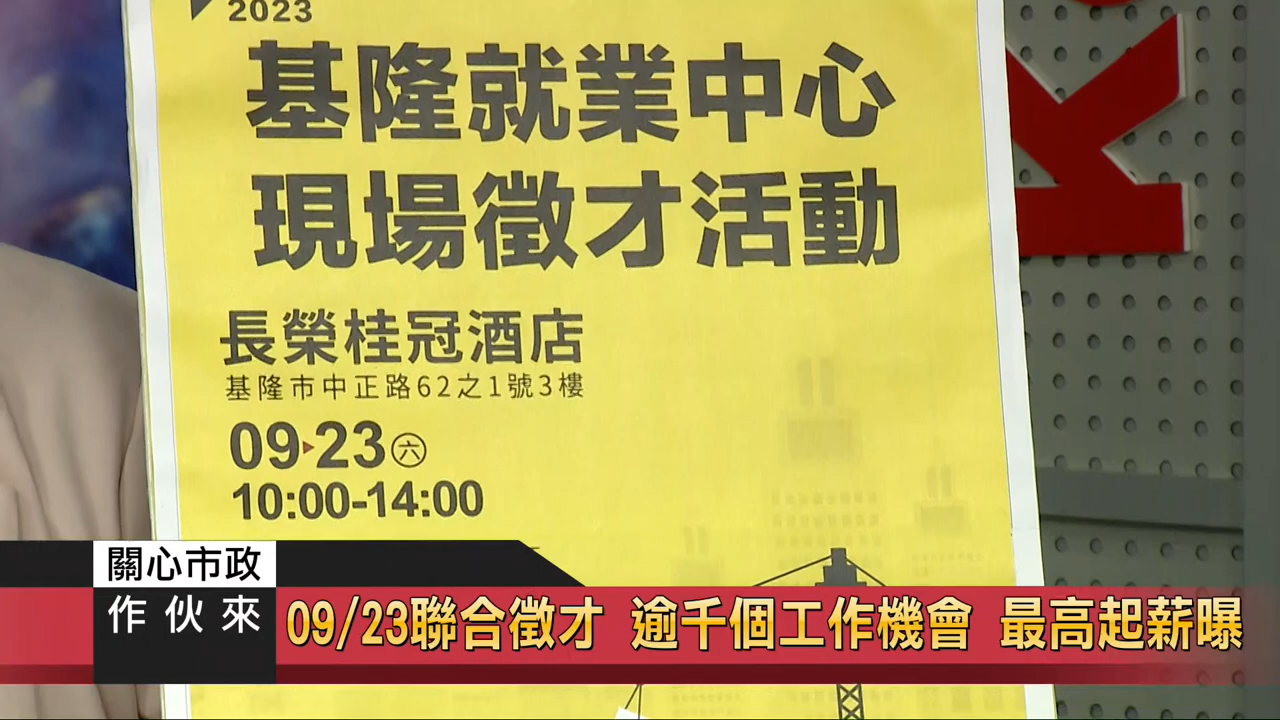 2023
基隆就業中心
現場徵才活動
長榮桂冠酒店
基隆市中正路62之1號3樓
09▸23㊅
10:00-14:00
K
關心市政
作伙來
09/23聯合徵才 逾千個工作機會 最高起薪曝